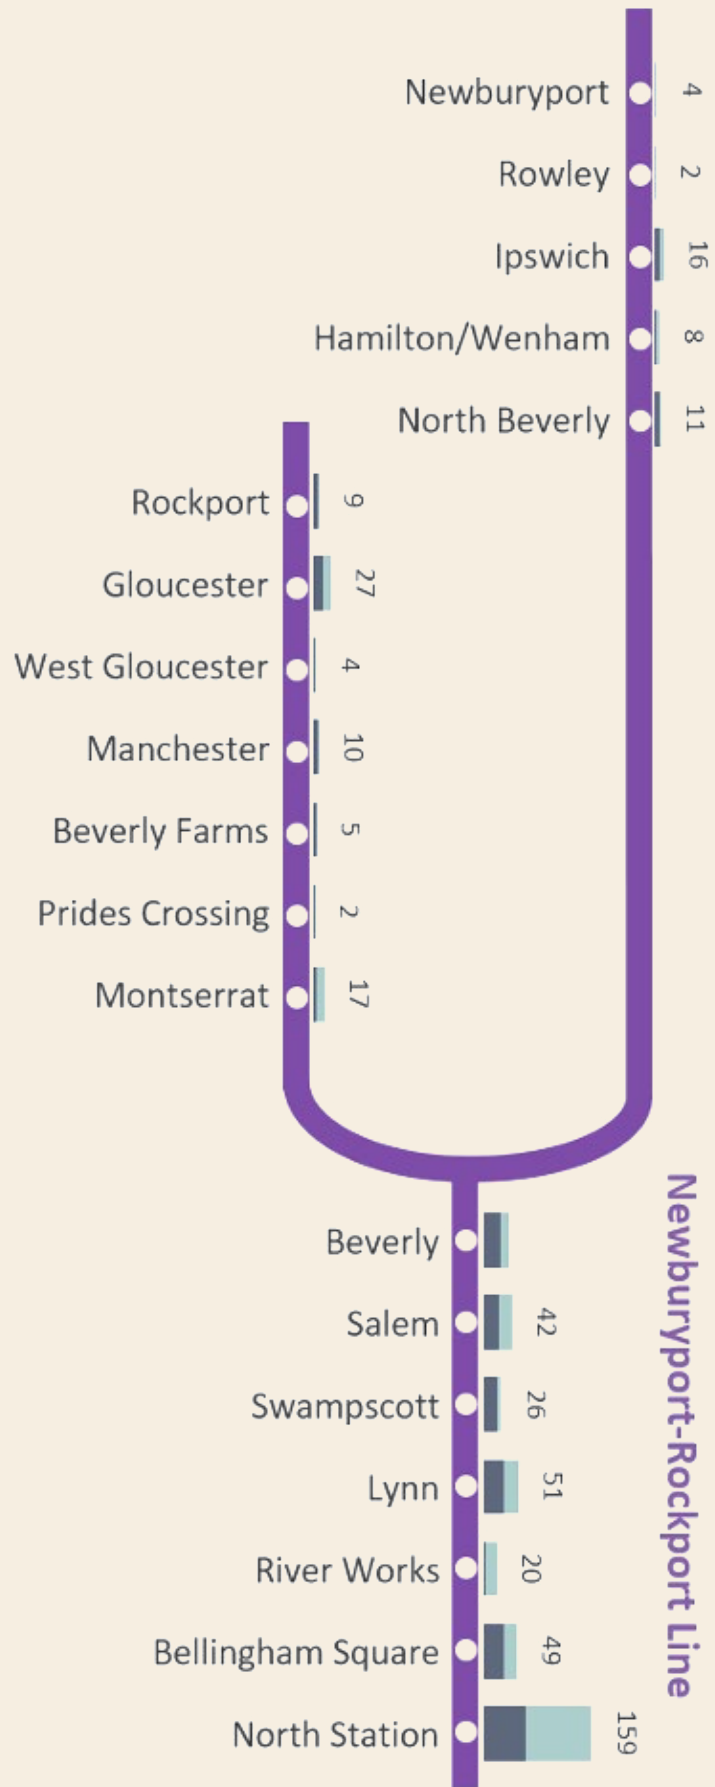 Newburyport 4
Rowley 2
Ipswich 16
Hamilton/Wenham 8
North Beverly 11
Rockport 9
Gloucester 27
West Gloucester 4
Manchester 10
Beverly Farms 5
Prides Crossing 2
Montserrat 17
Newburyport-Rockport Line
Beverly
Salem 42
Swampscott 26
Lynn 51
River Works 20
Bellingham Square 49
North Station 159